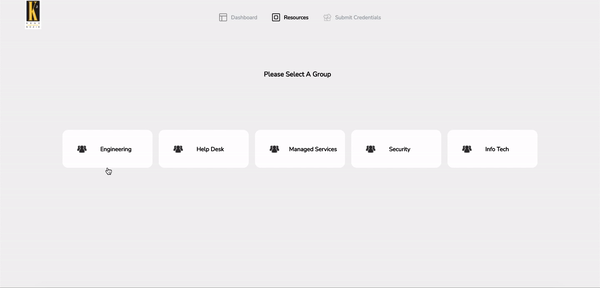 K
Dashboard
Resources
Submit Credentials
Please Select A Group
Engineering
Help Desk
Managed Services
Security
Info Tech